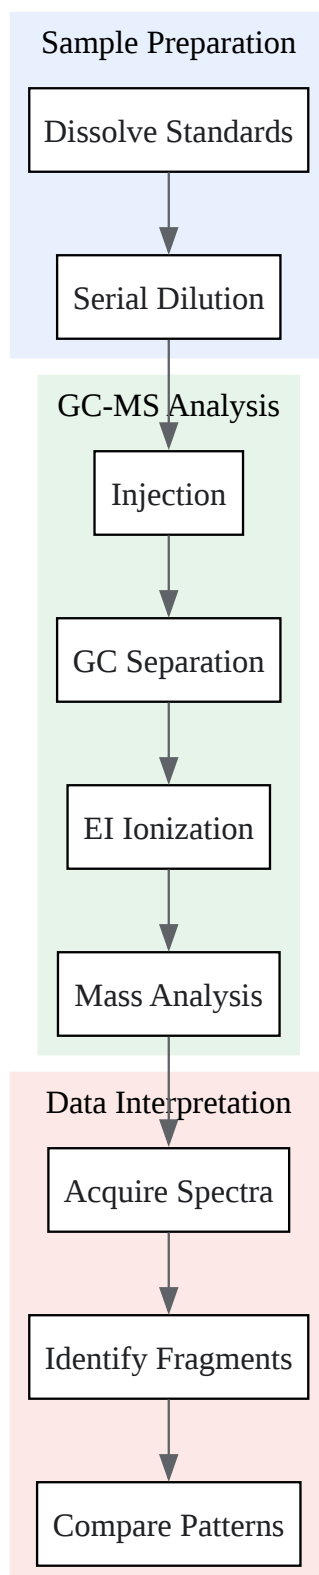 Sample Preparation
Dissolve Standards
Serial Dilution
GC-MS Analysis
Injection
GC Separation
EI Ionization
Mass Analysis
Data Interpretation
Acquire Spectra
Identify Fragments
Compare Patterns